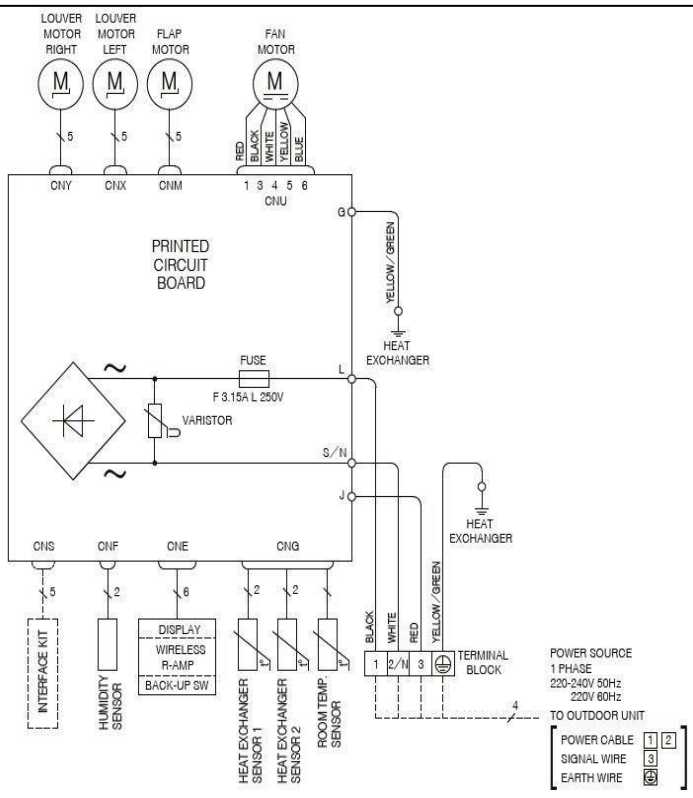 LOUVER
MOTOR
RIGHT
LOUVER
MOTOR
LEFT
FLAP
MOTOR
FAN
MOTOR
M
M
M
M
5
5
5
RED
BLACK
WHITE
YELLOW
BLUE
CNY
CNX
CNM
1 3 4 5 6
CNU
G
YELLOW/GREEN
HEAT
EXCHANGER
PRINTED
CIRCUIT
BOARD
FUSE
L
F 3.15A L 250V
VARISTOR
S/N
J
HEAT
EXCHANGER
CNS
CNF
CNE
CNG
5
2
6
2
2
BLACK
WHITE
RED
YELLOW/GREEN
INTERFACE KIT
HUMIDITY
SENSOR
DISPLAY
WIRELESS
R-AMP
BACK-UP SW
HEAT EXCHANGER
SENSOR 1
HEAT EXCHANGER
SENSOR 2
ROOM TEMP.
SENSOR
1 2/N 3
TERMINAL
BLOCK
4
POWER SOURCE
1 PHASE
220-240V 50Hz
220V 60Hz
TO OUTDOOR UNIT
POWER CABLE 1 2
SIGNAL WIRE 3
EARTH WIRE